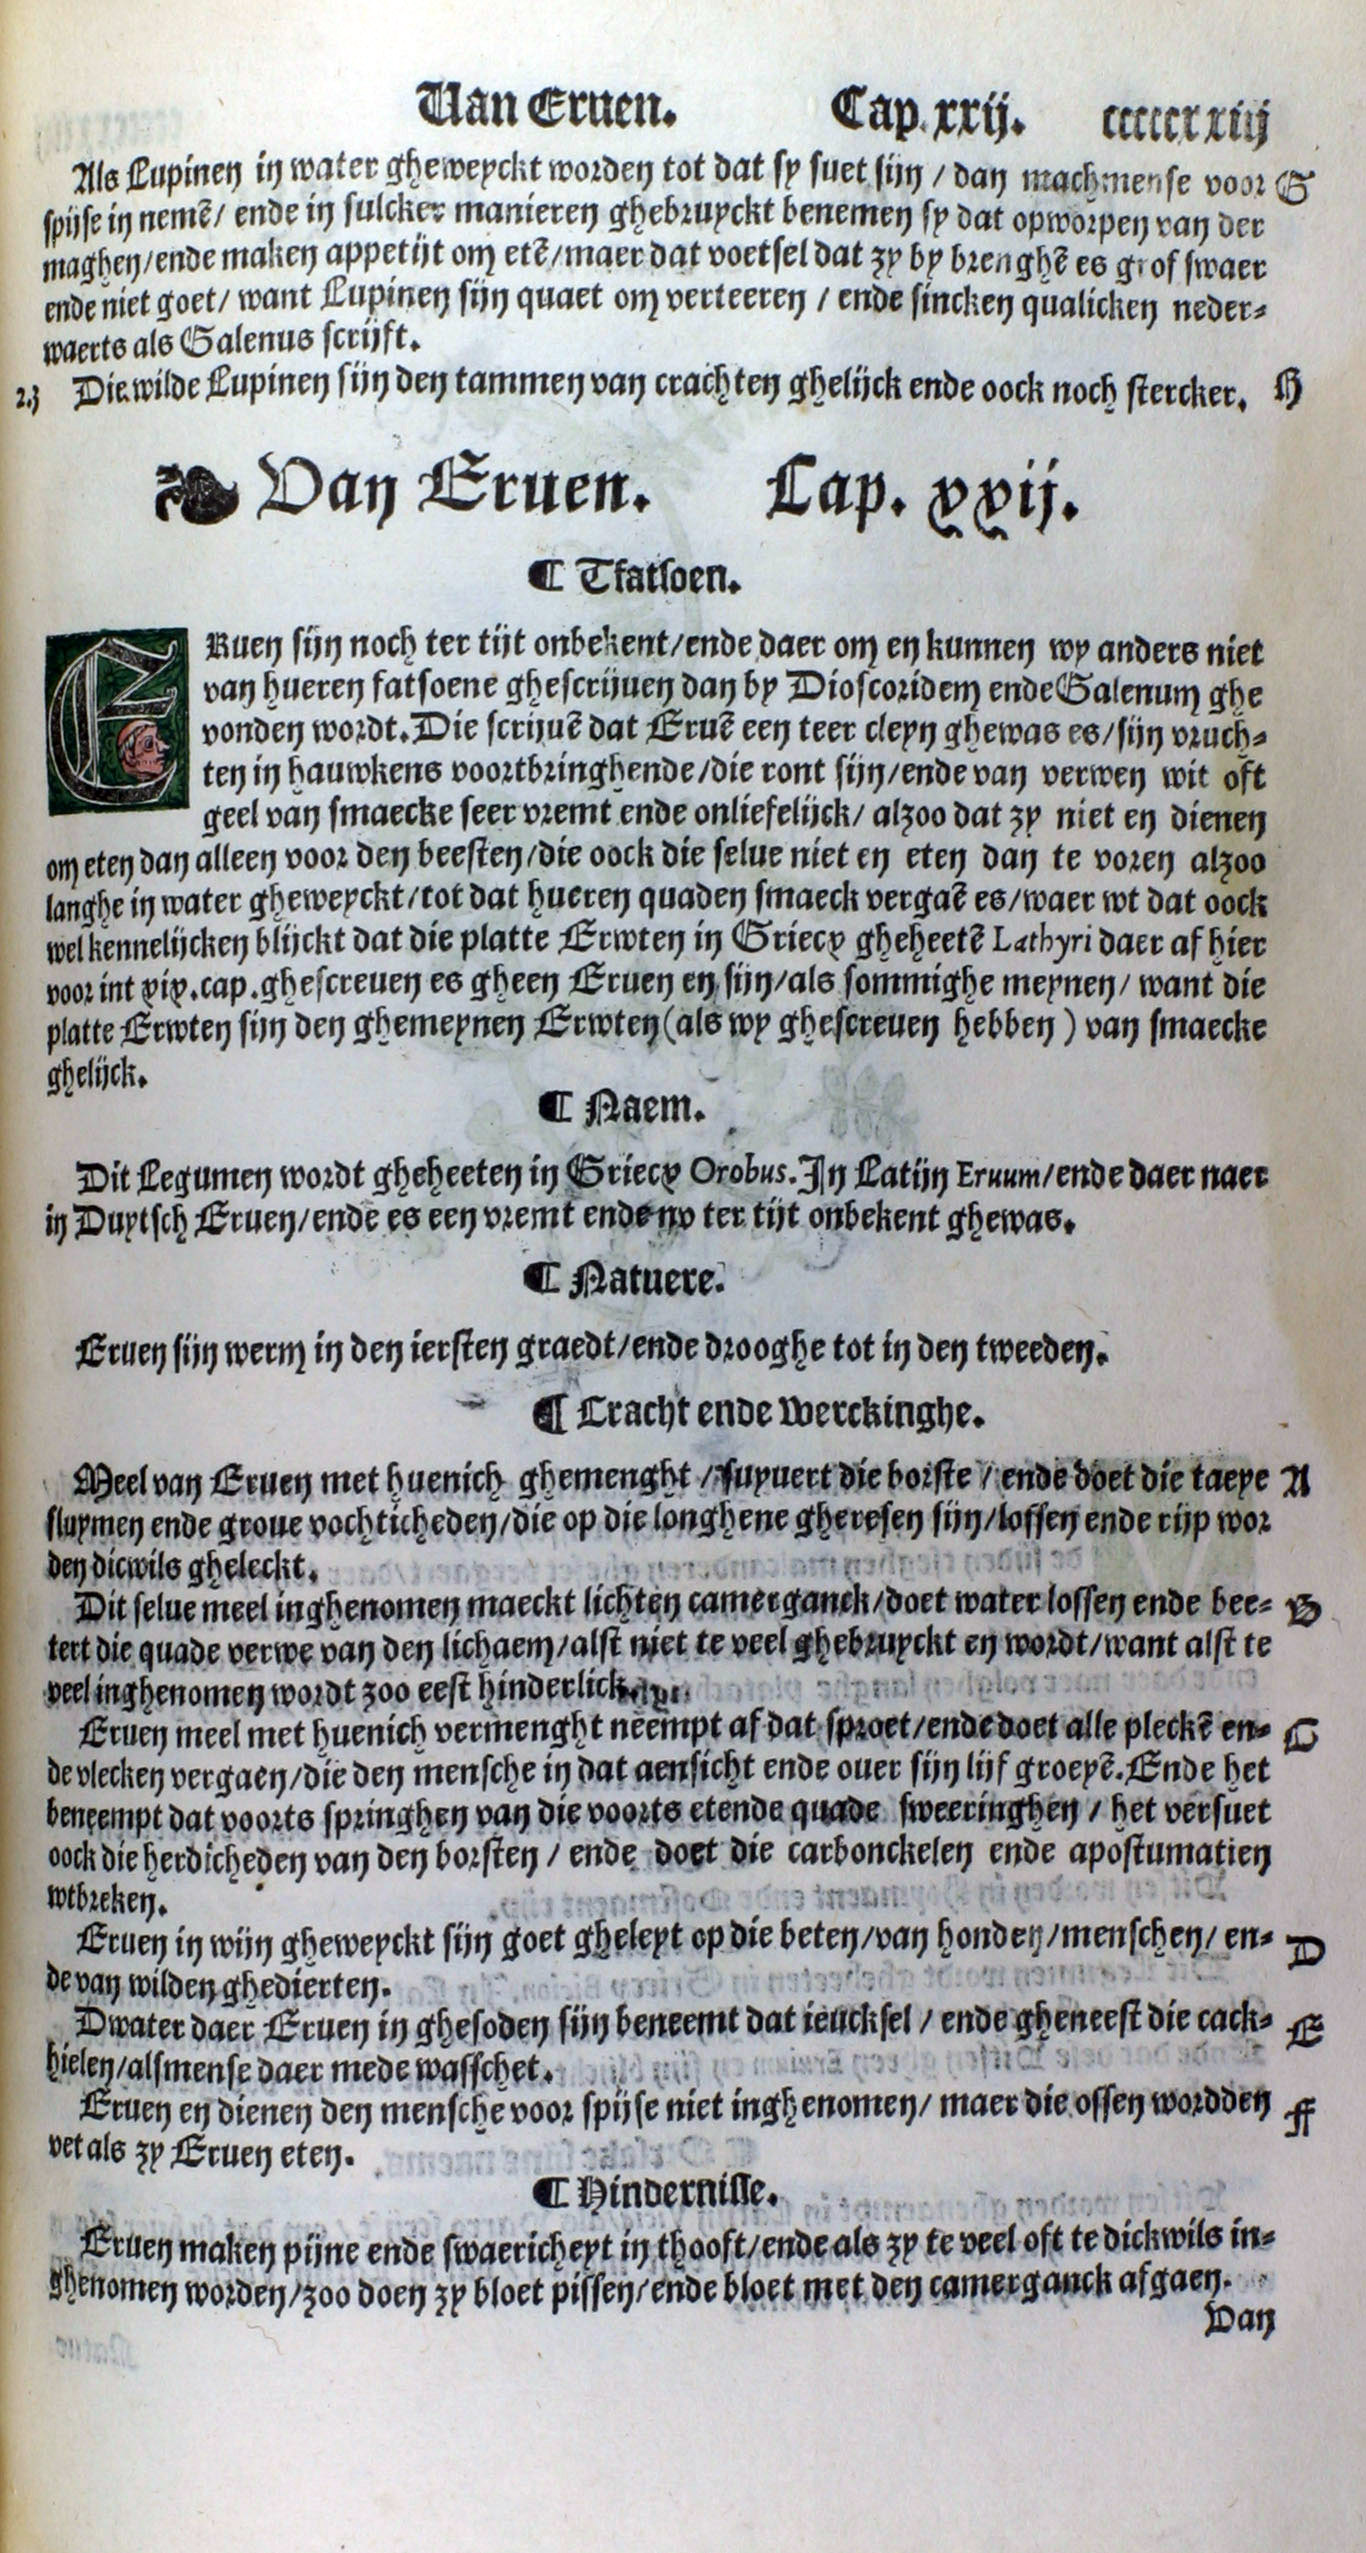 Van Eruen. Cap. xxij. ccccccxxiij
Als Lupinen in water gheweyckt worden tot dat sy suet sijn / dan machmense voor G
spijse in nemē / ende in sulcker manieren ghebruyckt benemen sy dat opworpen van der
maghen / ende maken appetijt om etē / maer dat voetsel dat zy by brenghē es grof swaer
ende niet goet / want Lupinen sijn quaet om verteeren / ende sincken qualicken neder-
waerts als Galenus scrijft.
2.3 Die wilde Lupinen sijn den tammen van crachten ghelijck ende oock noch stercker. H
Van Eruen. Cap. xxij.
¶ Tfatsoen.
ERuen sijn noch ter tijt onbekent / ende daer om en kunnen wy anders niet
van hueren fatsoene ghescrijuen dan by Dioscoridem ende Galenum ghe
vonden wordt. Die scrijuē dat Eruē een teer cleyn ghewas es / sijn vruch-
ten in hauwkens voortbringhende / die ront sijn / ende van verwen wit oft
geel van smaecke seer vremt ende onliefelijck / alzoo dat zy niet en dienen
om eten dan alleen voor den beesten / die oock die selue niet en eten dan te voren alzoo
langhe in water gheweyckt / tot dat hueren quaden smaeck vergaē es / waer wt dat oock
wel kennelijcken blijckt dat die platte Erwten in Griecx gheheetē Lathyri daer af hier
voor int xix. cap. ghescreuen es gheen Eruen en sijn / als sommighe meynen / want die
platte Erwten sijn den ghemeynen Erwten (als wy ghescreuen hebben) van smaecke
ghelijck.
¶ Naem.
Dit Legumen wordt gheheeten in Griecx Orobus. In Latijn Eruum / ende daer naer
in Duytsch Eruen / ende es een vremt ende nv ter tijt onbekent ghewas.
¶ Natuere.
Eruen sijn werm in den iersten graedt / ende drooghe tot in den tweeden.
¶ Cracht ende Werckinghe.
Meel van Eruen met huenich ghemenght / suyuert die borste / ende doet die taeye A
fluymen ende groue vochticheden / die op die longhene gheresen sijn / lossen ende rijp wor
den dicwils gheleckt.
Dit selue meel inghenomen maeckt lichten camerganck / doet water lossen ende bee- B
tert die quade verwe van den lichaem / alst niet te veel ghebruyckt en wordt / want alst te
veel inghenomen wordt zoo eest hinderlick.
Eruen meel met huenich vermenght neempt af dat sproet / ende doet alle pleckē en- C
de vlecken vergaen / die den mensche in dat aensicht ende ouer sijn lijf groeyē. Ende het
beneempt dat voorts springhen van die voorts etende quade sweeringhen / het versuet
oock die herdicheden van den borsten / ende doet die carbonckelen ende apostumatien
wtbreken.
Eruen in wijn gheweyckt sijn goet gheleyt op die beten / van honden / menschen / en- D
de van wilden ghedierten.
Dwater daer Eruen in ghesoden sijn beneemt dat ieucksel / ende gheneest die cack- E
hielen / alsmense daer mede wasschet.
Eruen en dienen den mensche voor spijse niet inghenomen / maer die ossen wordden F
vet als zy Eruen eten.
¶ Hindernisse.
Eruen maken pijne ende swaericheyt in thooft / ende als zy te veel oft te dickwils in-
ghenomen worden / zoo doen zy bloet pissen / ende bloet met den camerganck afgaen.
Van